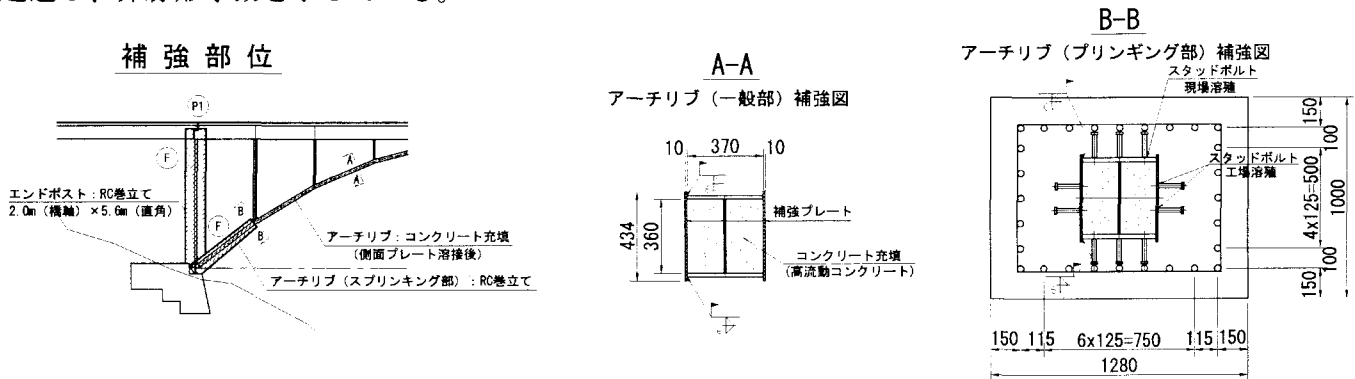 補強部位
P1
F
A
A
エンドポスト：RC巻立て
2.0m（橋軸）×5.6m（直角）
B
F
B
アーチリブ：コンクリート充填
（側面プレート溶接後）
アーチリブ（スプリンキング部）：RC巻立て
A-A
アーチリブ（一般部）補強図
10 370 10
434
360
補強プレート
コンクリート充填
（高流動コンクリート）
B-B
アーチリブ（プリンギング部）補強図
スタッドボルト
現場溶殖
スタッドボルト
工場溶殖
150
100
4x125=500
1000
100
150
150 115 6x125=750 115 150
1280